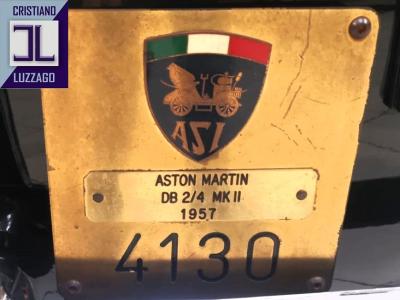 CRISTIANO
LUZZAGO
ASI
ASTON MARTIN
DB 2/4 MK II
1957
4130